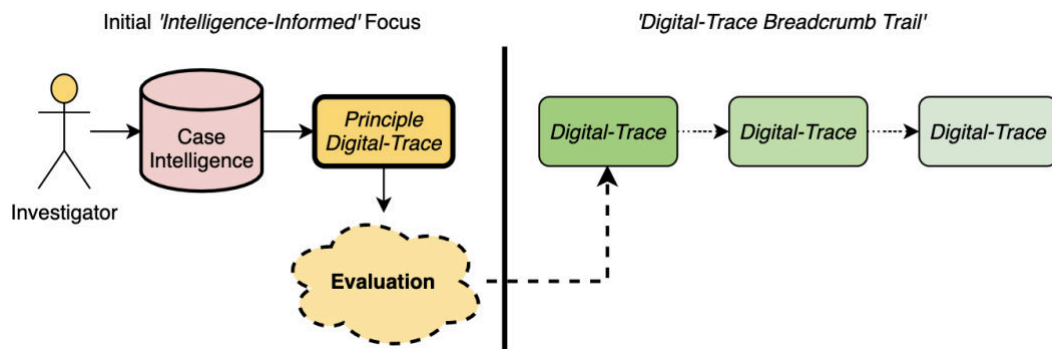 Initial 'Intelligence-Informed' Focus
'Digital-Trace Breadcrumb Trail'
Investigator
Case
Intelligence
Principle
Digital-Trace
Evaluation
Digital-Trace
Digital-Trace
Digital-Trace